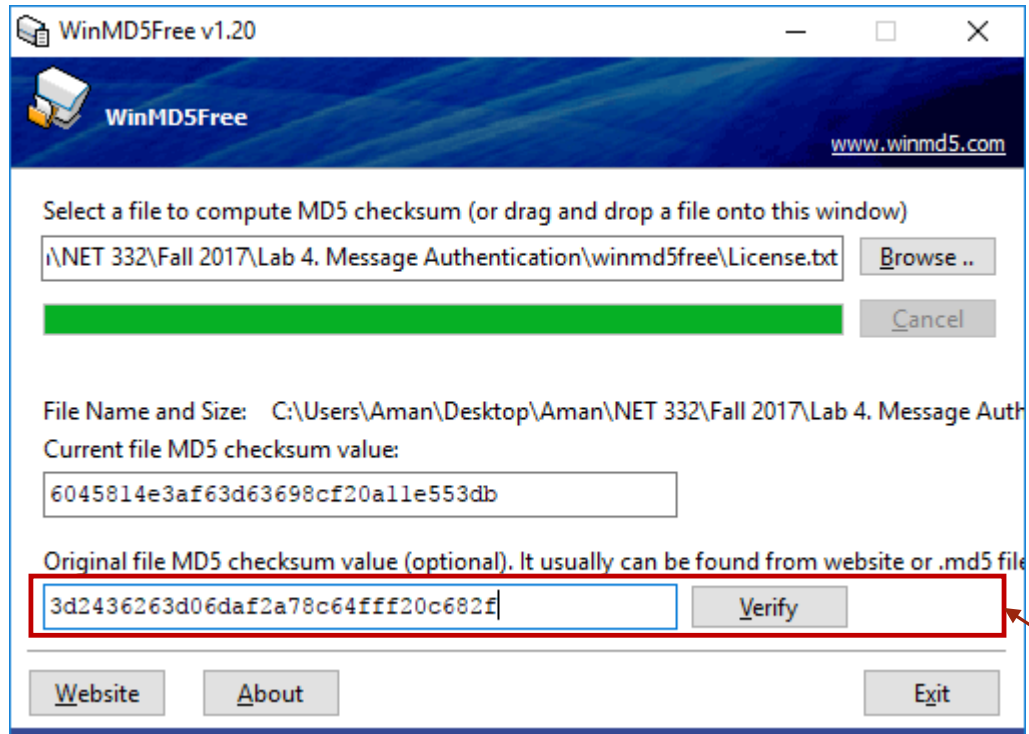 WinMD5Free v1.20
WinMD5Free
www.winmd5.com
Select a file to compute MD5 checksum (or drag and drop a file onto this window)
\NET 332\Fall 2017\Lab 4. Message Authentication\winmd5free\License.txt
Browse ..
Cancel
File Name and Size: C:\Users\Aman\Desktop\Aman\NET 332\Fall 2017\Lab 4. Message Auth
Current file MD5 checksum value:
6045814e3af63d63698cf20a11e553db
Original file MD5 checksum value (optional). It usually can be found from website or .md5 file
3d2436263d06daf2a78c64fff20c682f
Verify
Website
About
Exit